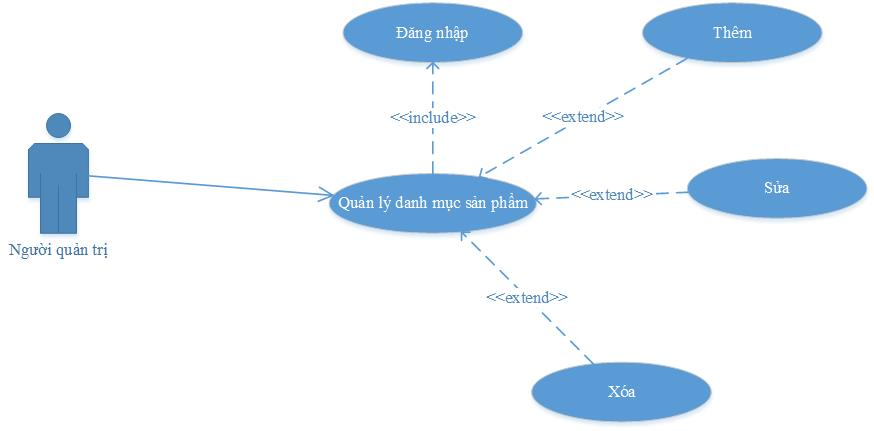 Đăng nhập
Thêm
<<include>>
<<extend>>
Quản lý danh mục sản phẩm
<<extend>>
Sửa
Người quản trị
<<extend>>
Xóa